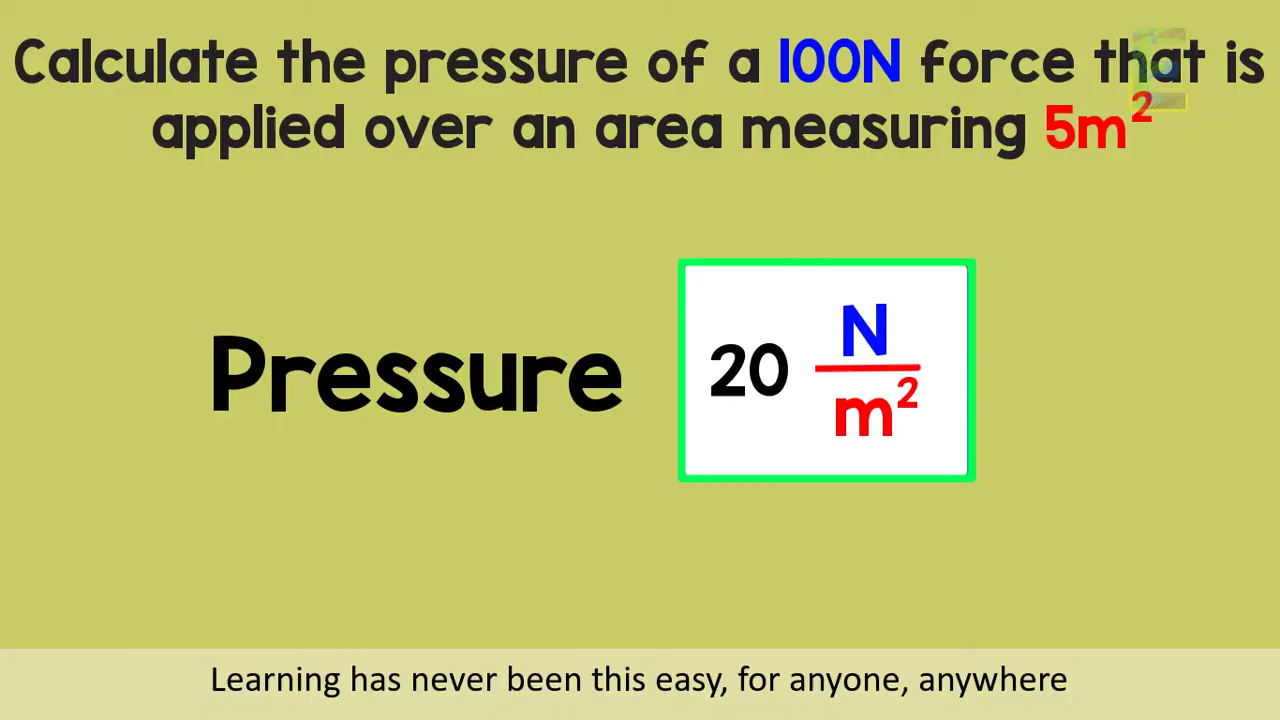 Calculate the pressure of a 100N force that is
applied over an area measuring 5m²
Pressure 20 N/m²
Learning has never been this easy, for anyone, anywhere